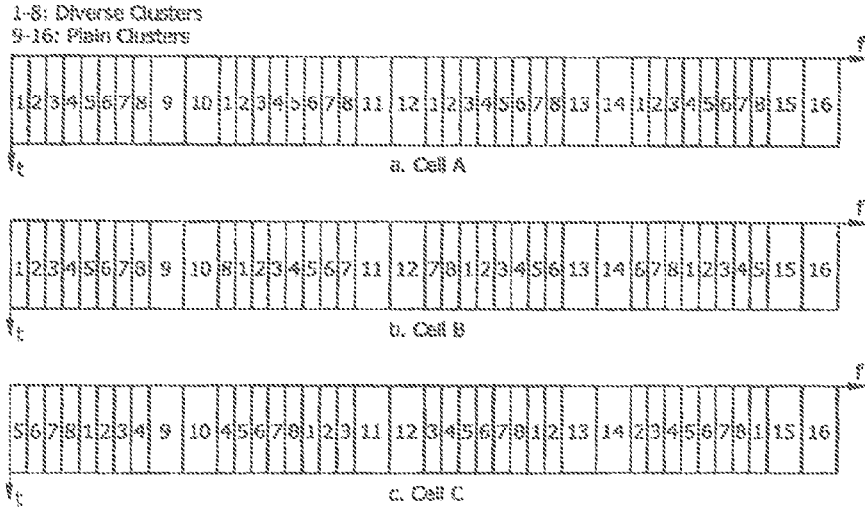 1-8: Diverse Clusters
9-16: Plain Clusters
f
1 2 3 4 5 6 7 8 9 10 1 2 3 4 5 6 7 8 11 12 1 2 3 4 5 6 7 8 13 14 1 2 3 4 5 6 7 8 15 16
t
a. Cell A
f
1 2 3 4 5 6 7 8 9 10 8 1 2 3 4 5 6 7 11 12 7 8 1 2 3 4 5 6 13 14 6 7 8 1 2 3 4 5 15 16
t
b. Cell B
f
5 6 7 8 1 2 3 4 9 10 4 5 6 7 8 1 2 3 11 12 3 4 5 6 7 8 1 2 13 14 2 3 4 5 6 7 8 1 15 16
t
c. Cell C